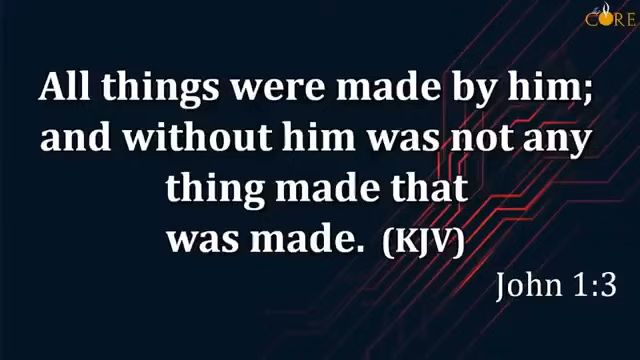 the
CORE
All things were made by him;
and without him was not any
thing made that
was made. (KJV)
John 1:3